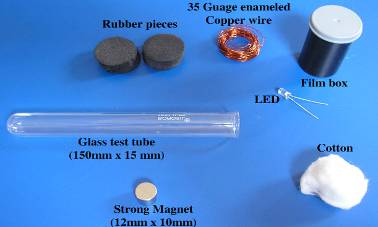 35 Guage enameled
Copper wire
Rubber pieces
Film box
LED
Glass test tube
(150mm x 15 mm)
Cotton
Strong Magnet
(12mm x 10mm)